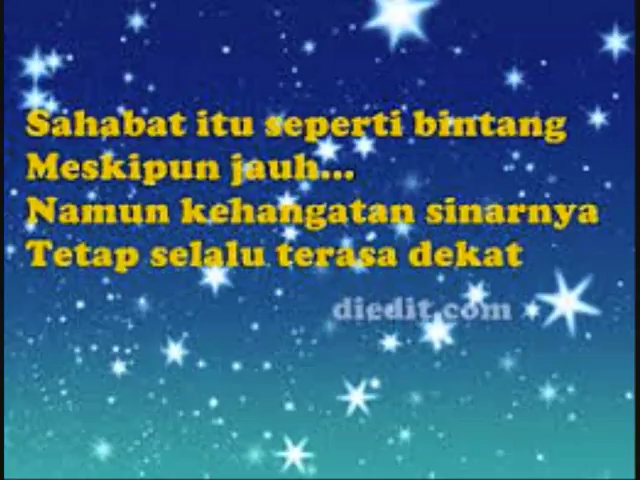 Sahabat itu seperti bintang
Meskipun jauh...
Namun kehangatan sinarnya
Tetap selalu terasa dekat
diedit.com